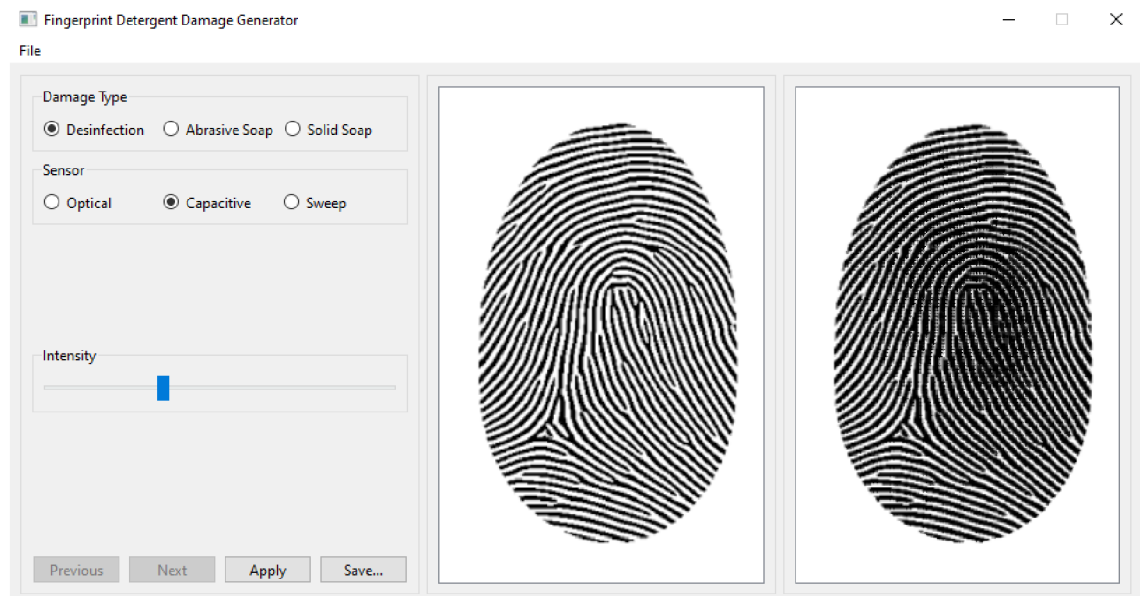 Fingerprint Detergent Damage Generator
File
Damage Type
Desinfection Abrasive Soap Solid Soap
Sensor
Optical Capacitive Sweep
Intensity
Previous Next Apply Save...